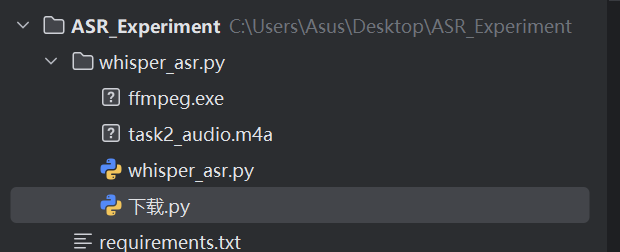 ASR_Experiment C:\Users\Asus\Desktop\ASR_Experiment
whisper_asr.py
ffmpeg.exe
task2_audio.m4a
whisper_asr.py
下载.py
requirements.txt